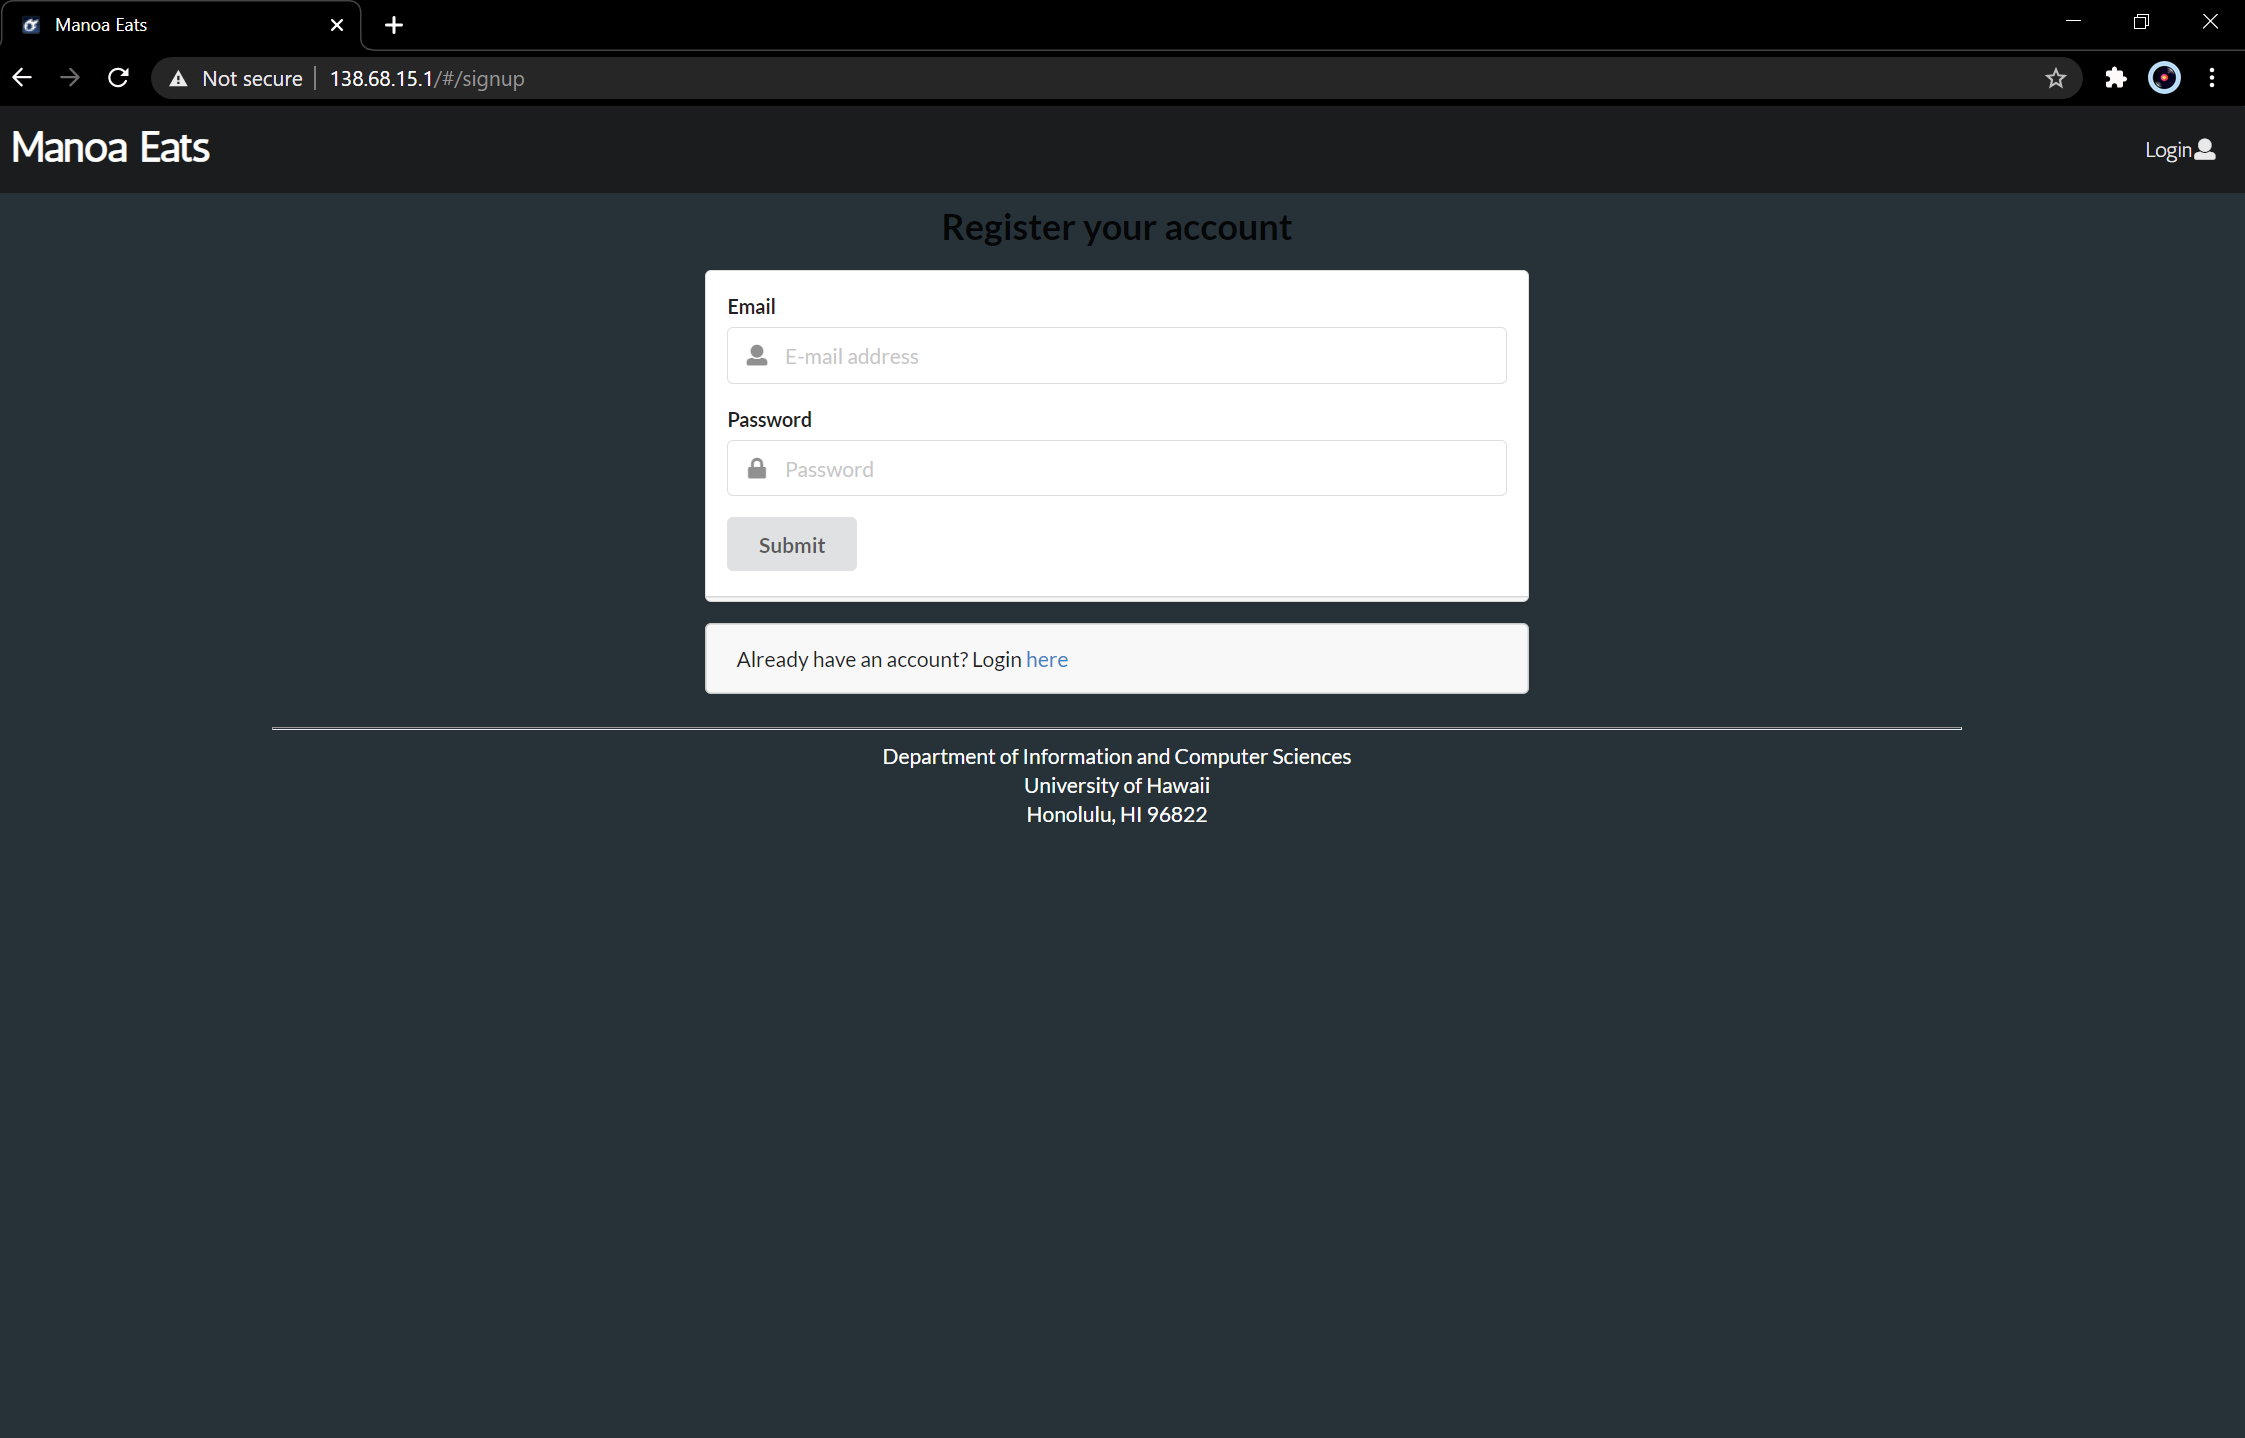 Manoa Eats
Not secure 138.68.15.1/#/signup
Manoa Eats
Login
Register your account
Email
E-mail address
Password
Password
Submit
Already have an account? Login here
Department of Information and Computer Sciences
University of Hawaii
Honolulu, HI 96822